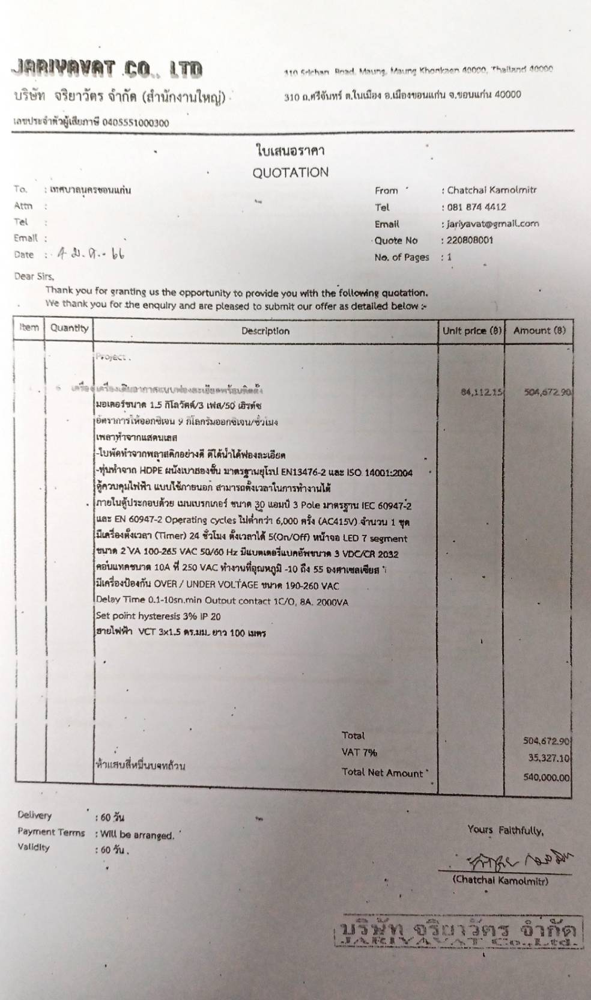 JARIYAVAT CO., LTD
310 Srichan Road, Maung, Maung Khonkaen 40000, Thailand 40000
บริษัท จริยาวัตร จำกัด (สำนักงานใหญ่)
310 ถ.ศรีจันทร์ ต.ในเมือง อ.เมืองขอนแก่น จ.ขอนแก่น 40000
เลขประจำตัวผู้เสียภาษี 0405551000300
ใบเสนอราคา
QUOTATION
To. : เทศบาลนครขอนแก่น
From : Chatchai Kamolmitr
Attn :
Tel : 081 874 4412
Tel :
Email : jariyavat@gmail.com
Email :
Quote No : 220808001
Date : 4 ม.ค. 66
No. of Pages : 1
Dear Sirs,
Thank you for granting us the opportunity to provide you with the following quotation.
We thank you for the enquiry and are pleased to submit our offer as detailed below :-
Item Quantity Description Unit price (฿) Amount (฿)
Project .
6 เครื่อง เครื่องเติมอากาศแบบฟองละเอียดพร้อมติดตั้ง 84,112.15 504,672.90
มอเตอร์ขนาด 1.5 กิโลวัตต์/3 เฟส/50 เฮิรตซ์
อัตราการให้ออกซิเจน 9 กิโลกรัมออกซิเจน/ชั่วโมง
เพลาทำจากแสตนเลส
-ใบพัดทำจากพลาสติกอย่างดี ตีได้น้ำได้ฟองละเอียด
-ทุ่นทำจาก HDPE ผนังเบาสองชั้น มาตรฐานยุโรป EN13476-2 และ ISO 14001:2004
ตู้ควบคุมไฟฟ้า แบบใช้ภายนอก สามารถตั้งเวลาในการทำงานได้
ภายในตู้ประกอบด้วย เมนเบรกเกอร์ ขนาด 30 แอมป์ 3 Pole มาตรฐาน IEC 60947-2
และ EN 60947-2 Operating cycles ไม่ต่ำกว่า 6,000 ครั้ง (AC415V) จำนวน 1 ชุด
มีเครื่องตั้งเวลา (Timer) 24 ชั่วโมง ตั้งเวลาได้ 5(On/Off) หน้าจอ LED 7 segment
ขนาด 2 VA 100-265 VAC 50/60 Hz มีแบตเตอรี่แบคอัพขนาด 3 VDC/CR 2032
คอนแทคขนาด 10A ที่ 250 VAC ทำงานที่อุณหภูมิ -10 ถึง 55 องศาเซลเซียส
มีเครื่องป้องกัน OVER / UNDER VOLTAGE ขนาด 190-260 VAC
Delay Time 0.1-10sn.min Output contact 1C/O, 8A. 2000VA
Set point hysteresis 3% IP 20
สายไฟฟ้า VCT 3x1.5 ตร.มม. ยาว 100 เมตร
Total 504,672.90
VAT 7% 35,327.10
ห้าแสนสี่หมื่นบาทถ้วน Total Net Amount 540,000.00
Delivery : 60 วัน
Payment Terms : Will be arranged.
Validity : 60 วัน.
Yours Faithfully,
(Chatchai Kamolmitr)
บริษัท จริยาวัตร จำกัด
JARIYAVAT Co.,Ltd.